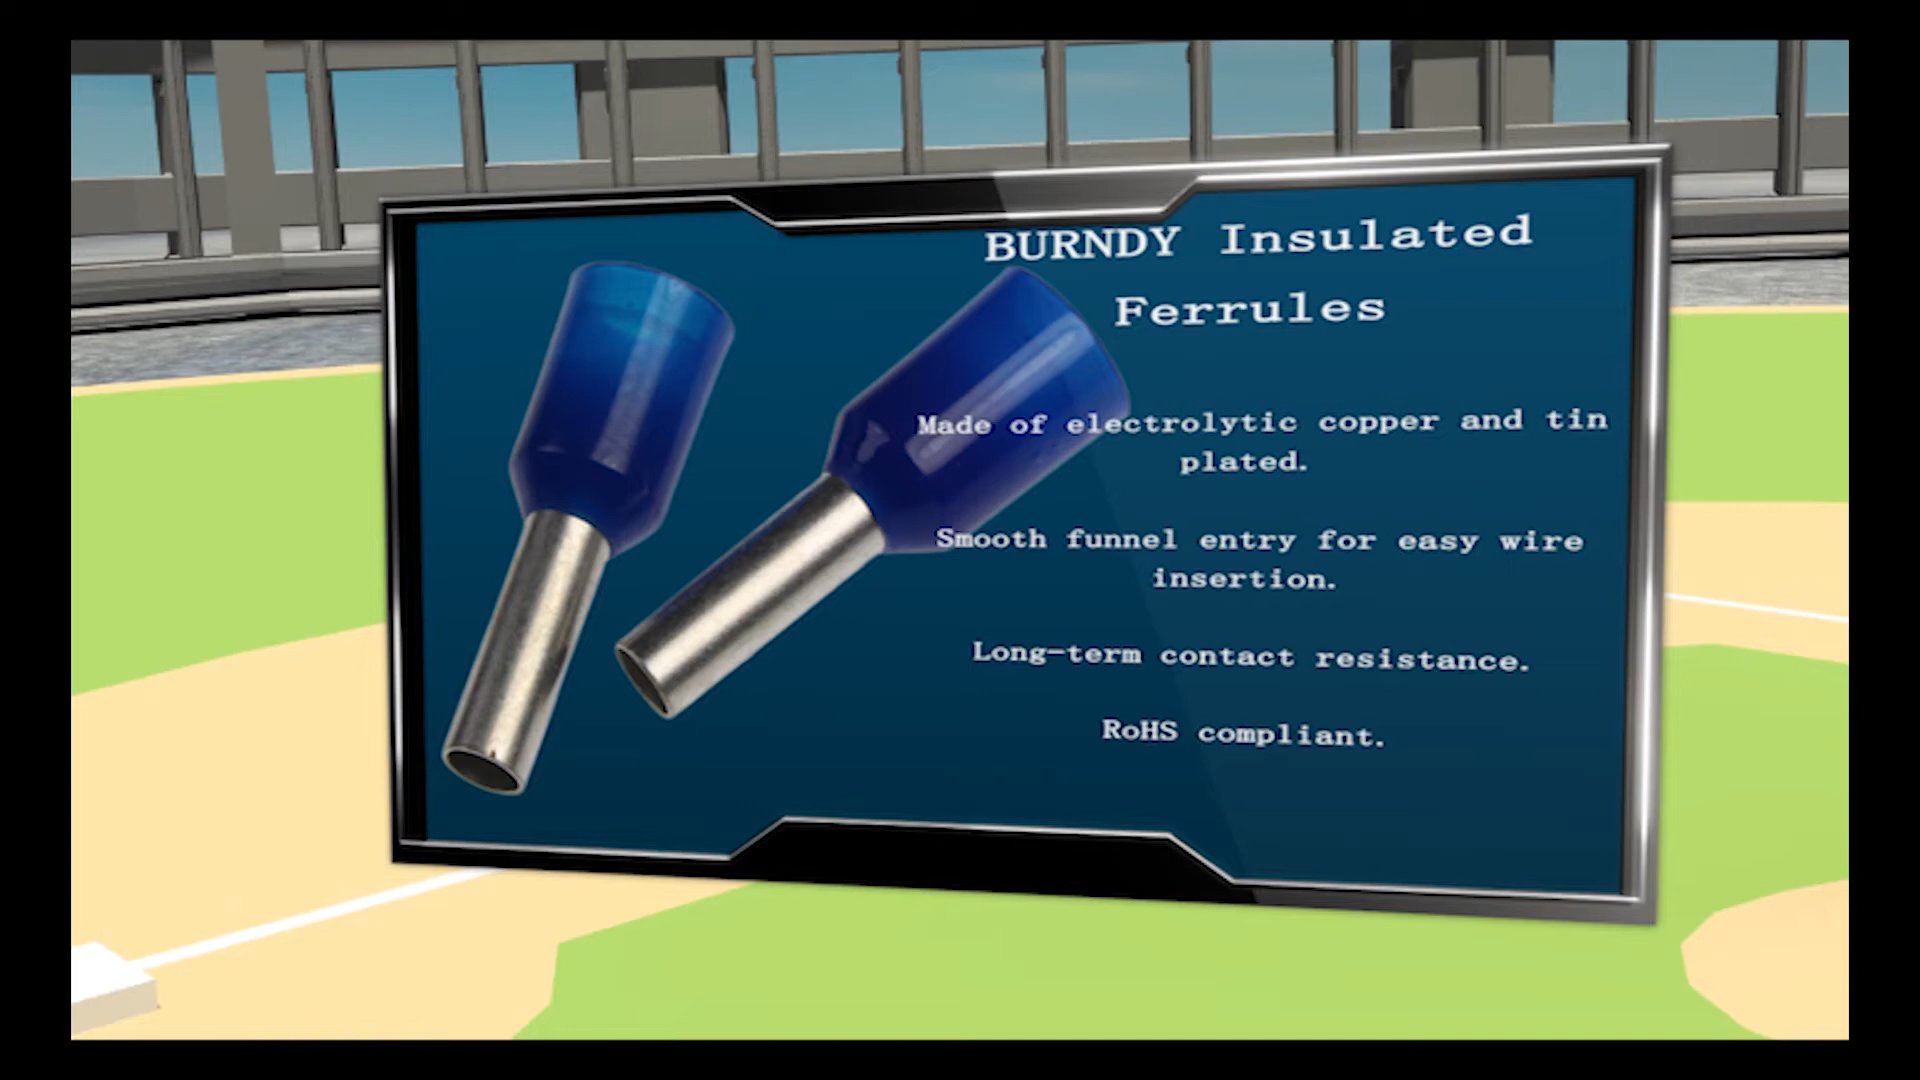 BURNDY Insulated
Ferrules
Made of electrolytic copper and tin
plated.
Smooth funnel entry for easy wire
insertion.
Long-term contact resistance.
RoHS compliant.